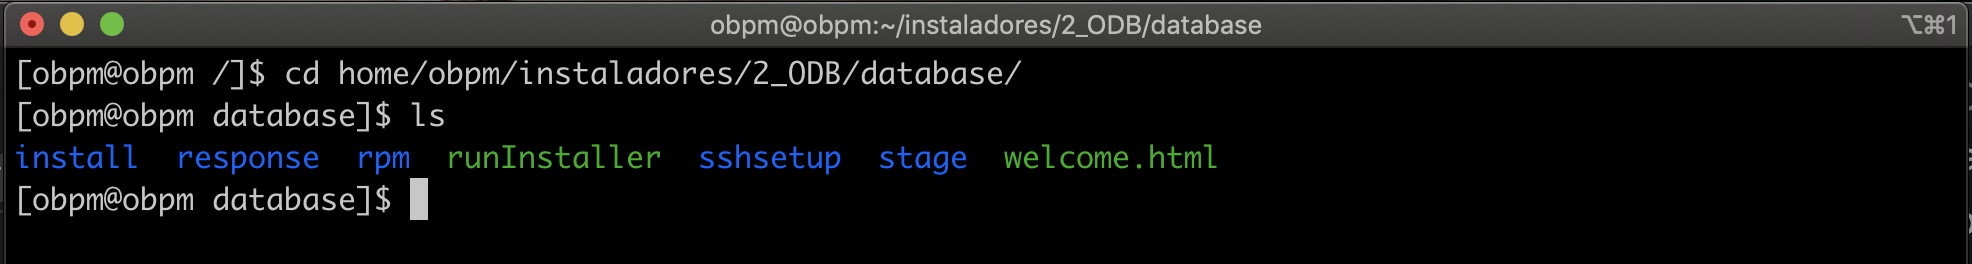 obpm@obpm:~/instaladores/2_ODB/database ⌥⌘1
[obpm@obpm /]$ cd home/obpm/instaladores/2_ODB/database/
[obpm@obpm database]$ ls
install response rpm runInstaller sshsetup stage welcome.html
[obpm@obpm database]$